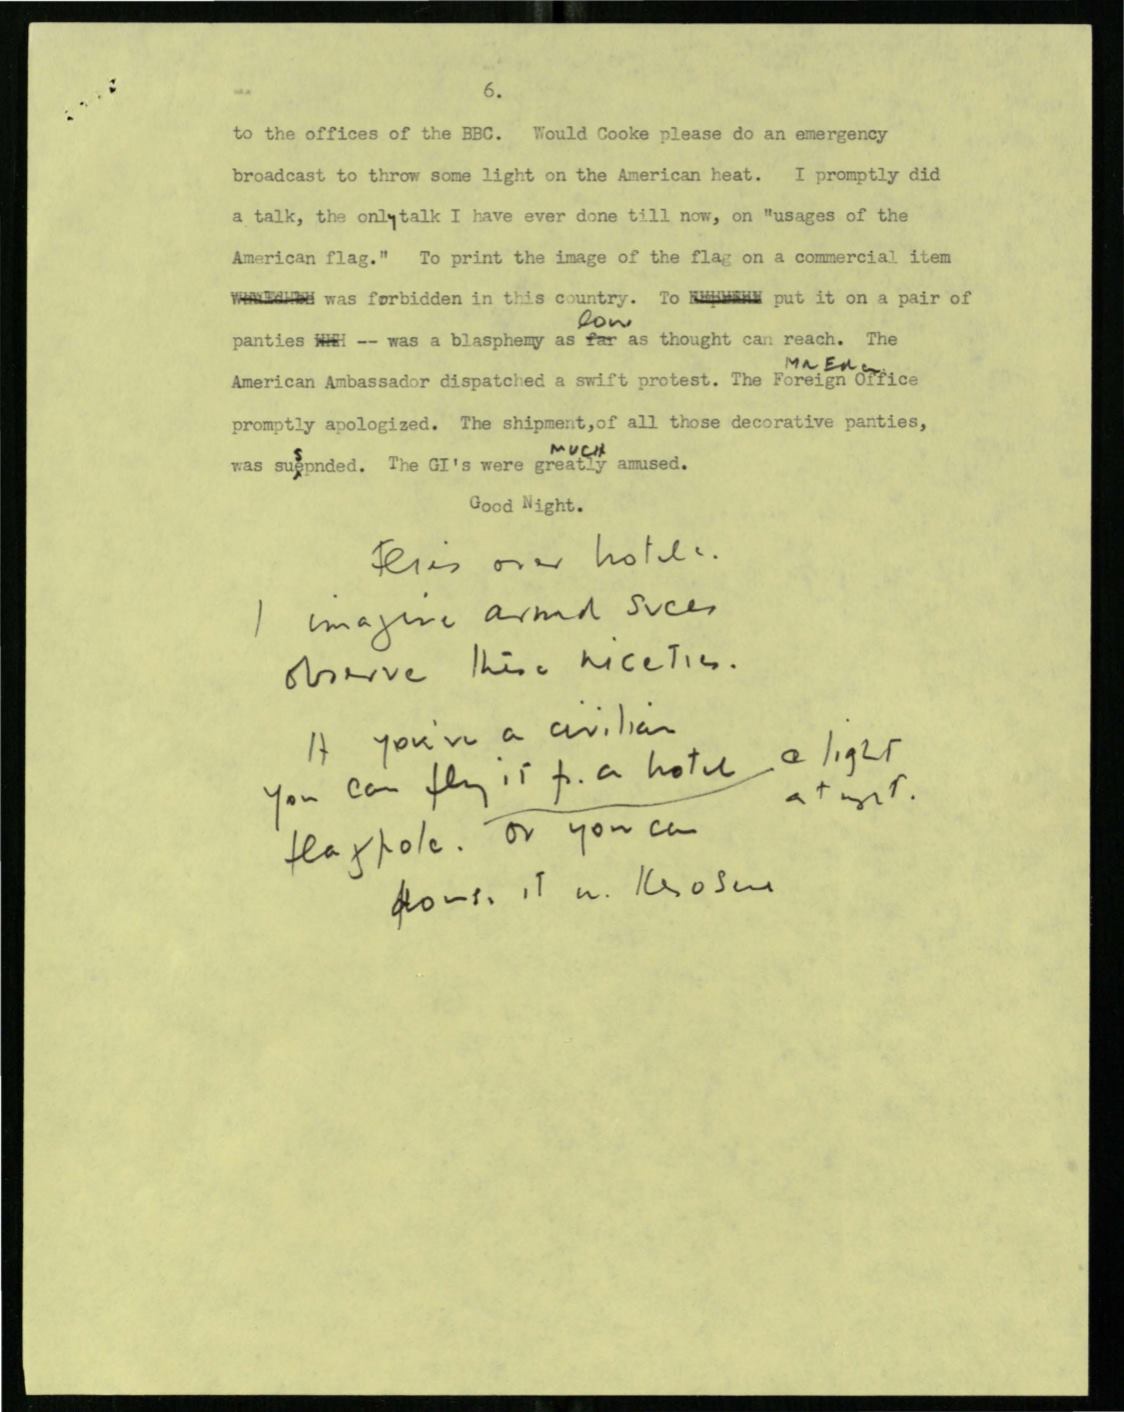 6.
to the offices of the BBC. Would Cooke please do an emergency
broadcast to throw some light on the American heat. I promptly did
a talk, the only talk I have ever done till now, on "usages of the
American flag." To print the image of the flag on a commercial item
was forbidden in this country. To put it on a pair of
low
panties -- was a blasphemy as far as thought can reach. The
Mr Eden
American Ambassador dispatched a swift protest. The Foreign Office
promptly apologized. The shipment, of all those decorative panties,
MUCH
was suspnded. The GI's were greatly amused.
Good Night.
Flies over hotels.
I imagine armed svces
observe these niceties.
If you're a civilian
you can fly it fr. a hotel a light
at night.
flagpole. Or you can
douse it in kerosene